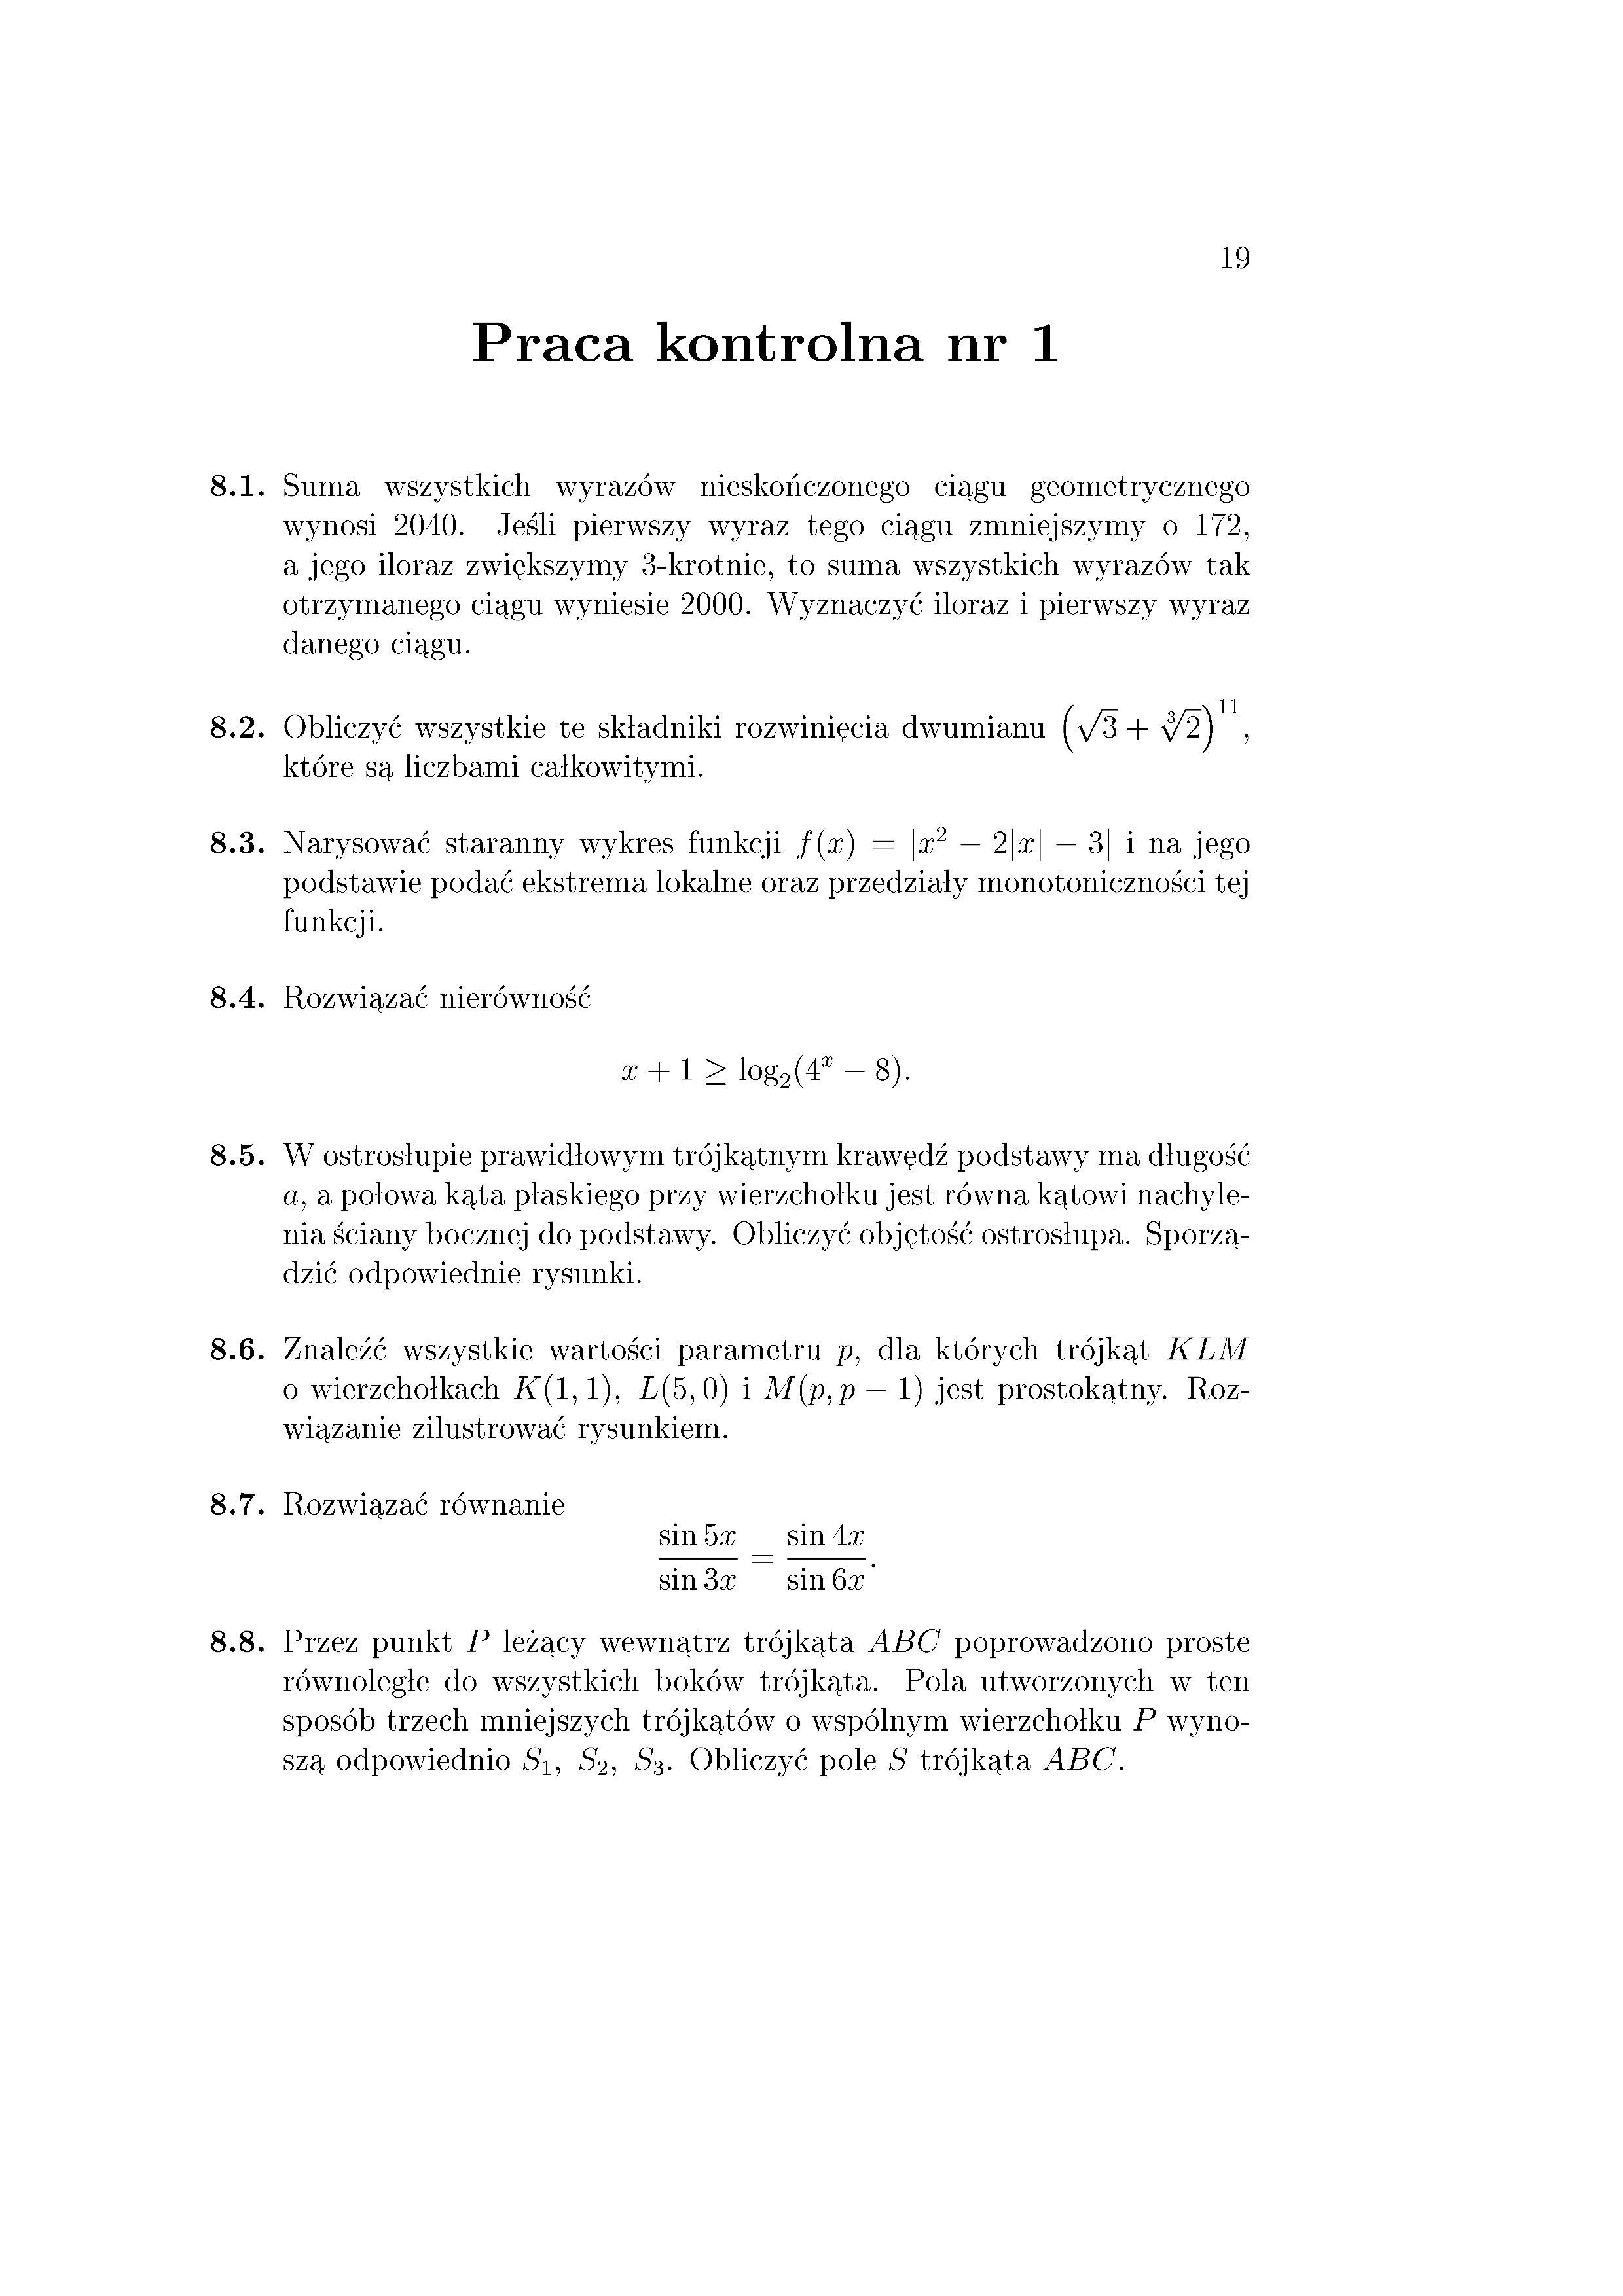 19
Praca kontrolna nr 1
8.1. Suma wszystkich wyrazów nieskończonego ciągu geometrycznego
wynosi 2040. Jeśli pierwszy wyraz tego ciągu zmniejszymy o 172,
a jego iloraz zwiększymy 3-krotnie, to suma wszystkich wyrazów tak
otrzymanego ciągu wyniesie 2000. Wyznaczyć iloraz i pierwszy wyraz
danego ciągu.
8.2. Obliczyć wszystkie te składniki rozwinięcia dwumianu $\left(\sqrt{3}+\sqrt[3]{2}\right)^{11}$,
które są liczbami całkowitymi.
8.3. Narysować staranny wykres funkcji $f(x) = |x^2 - 2|x| - 3|$ i na jego
podstawie podać ekstrema lokalne oraz przedziały monotoniczności tej
funkcji.
8.4. Rozwiązać nierówność
$x + 1 \geq \log_2(4^x - 8).$
8.5. W ostrosłupie prawidłowym trójkątnym krawędź podstawy ma długość
a, a połowa kąta płaskiego przy wierzchołku jest równa kątowi nachyle-
nia ściany bocznej do podstawy. Obliczyć objętość ostrosłupa. Sporzą-
dzić odpowiednie rysunki.
8.6. Znaleźć wszystkie wartości parametru p, dla których trójkąt KLM
o wierzchołkach K(1, 1), L(5, 0) i M(p, p − 1) jest prostokątny. Roz-
wiązanie zilustrować rysunkiem.
8.7. Rozwiązać równanie
$\frac{\sin 5x}{\sin 3x} = \frac{\sin 4x}{\sin 6x}.$
8.8. Przez punkt P leżący wewnątrz trójkąta ABC poprowadzono proste
równoległe do wszystkich boków trójkąta. Pola utworzonych w ten
sposób trzech mniejszych trójkątów o wspólnym wierzchołku P wyno-
szą odpowiednio $S_1$, $S_2$, $S_3$. Obliczyć pole S trójkąta ABC.